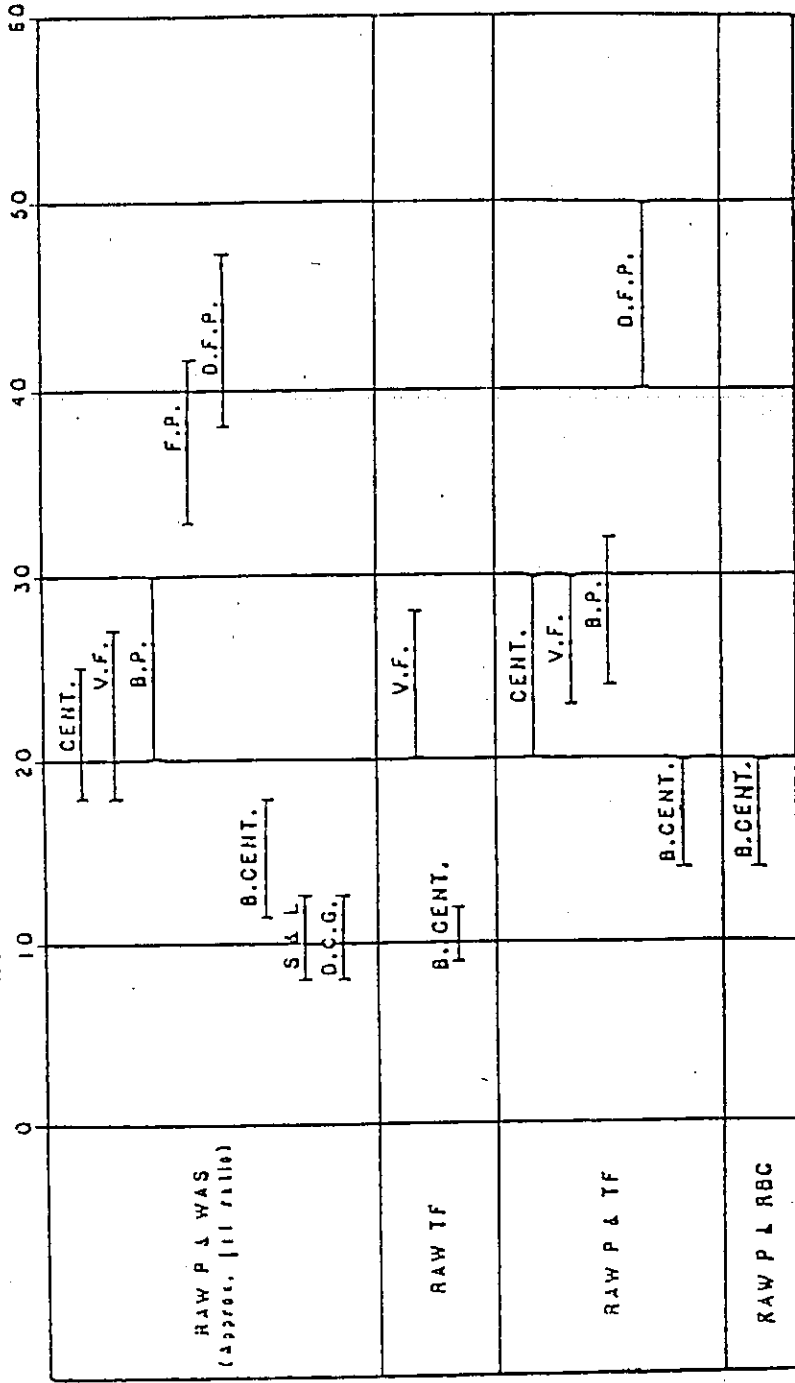 0 10 20 30 40 50 60
RAW P & WAS
CENT.
V.F.
B.P.
F.P.
D.F.P.
B.CENT.
S & L
D.C.G.
RAW TF
V.F.
B.CENT.
RAW P & TF
CENT.
V.F.
B.P.
D.F.P.
B.CENT.
RAW P & RBC
B.CENT.